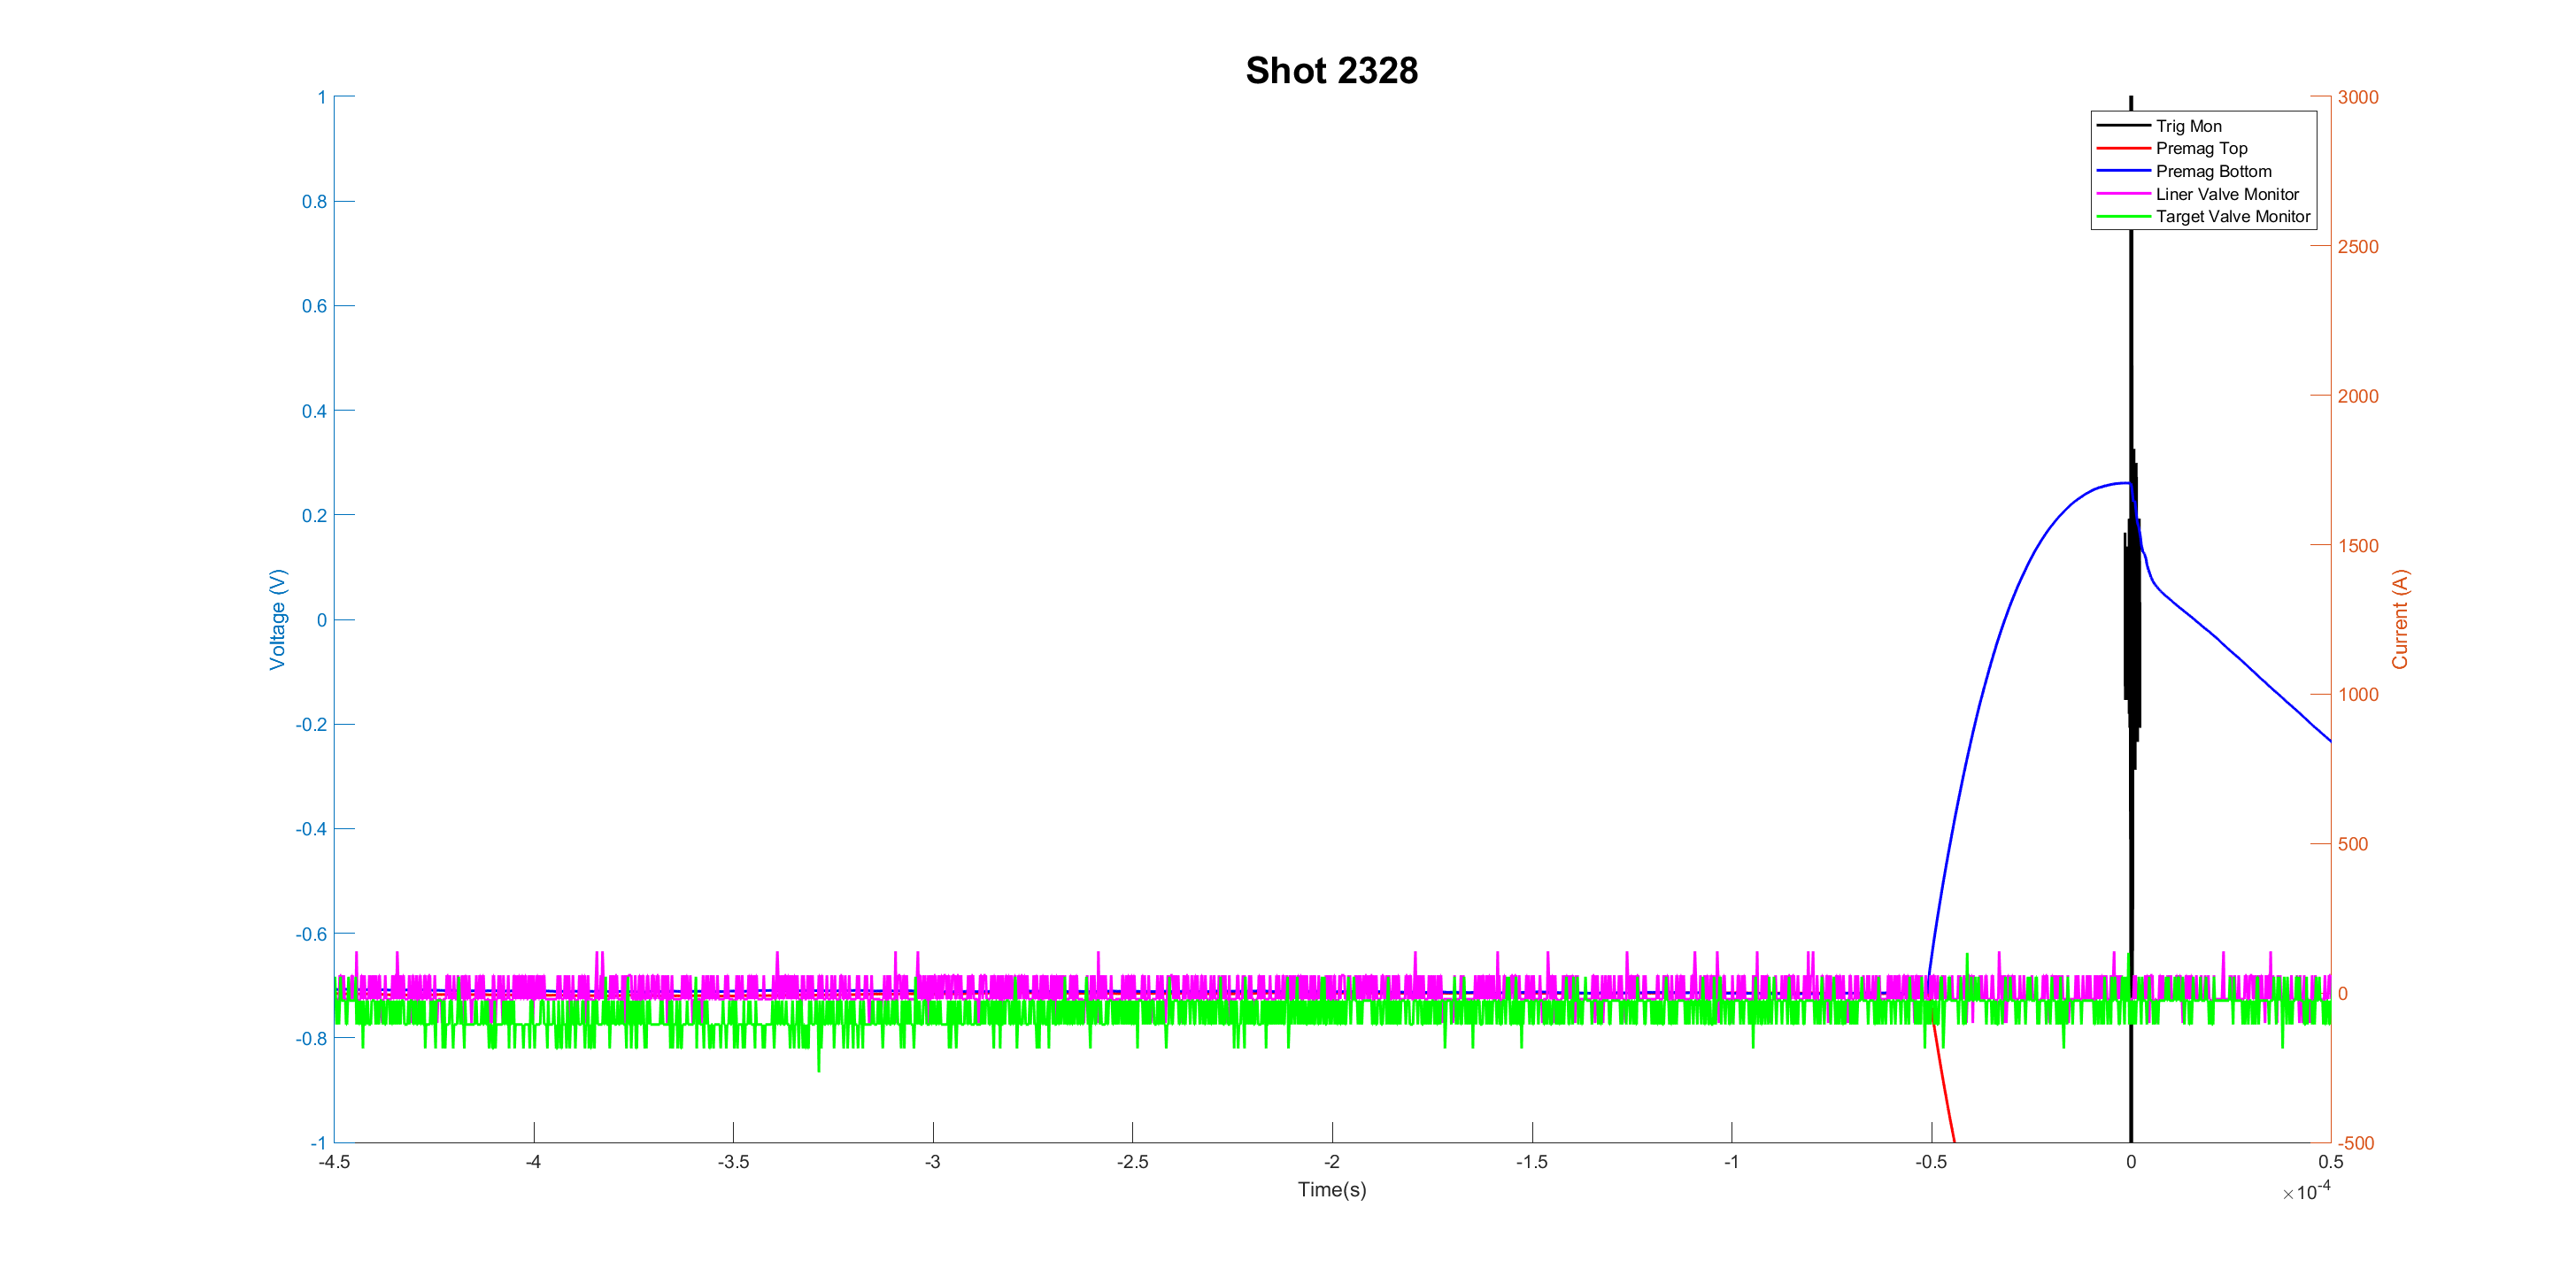 Shot 2328
1
0.8
0.6
0.4
0.2
0
-0.2
-0.4
-0.6
-0.8
-1
Voltage (V)
3000
2500
2000
1500
1000
500
0
-500
Current (A)
Trig Mon
Premag Top
Premag Bottom
Liner Valve Monitor
Target Valve Monitor
-4.5 -4 -3.5 -3 -2.5 -2 -1.5 -1 -0.5 0 0.5
Time(s)
×10⁻⁴